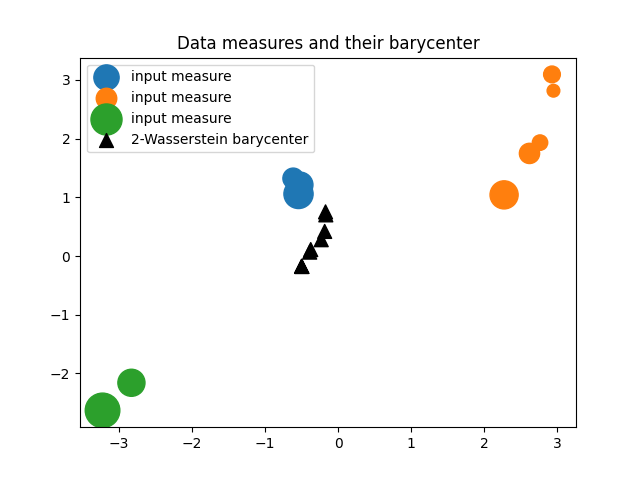 Data measures and their barycenter
input measure
input measure
input measure
2-Wasserstein barycenter
3
2
1
0
−1
−2
−3 −2 −1 0 1 2 3